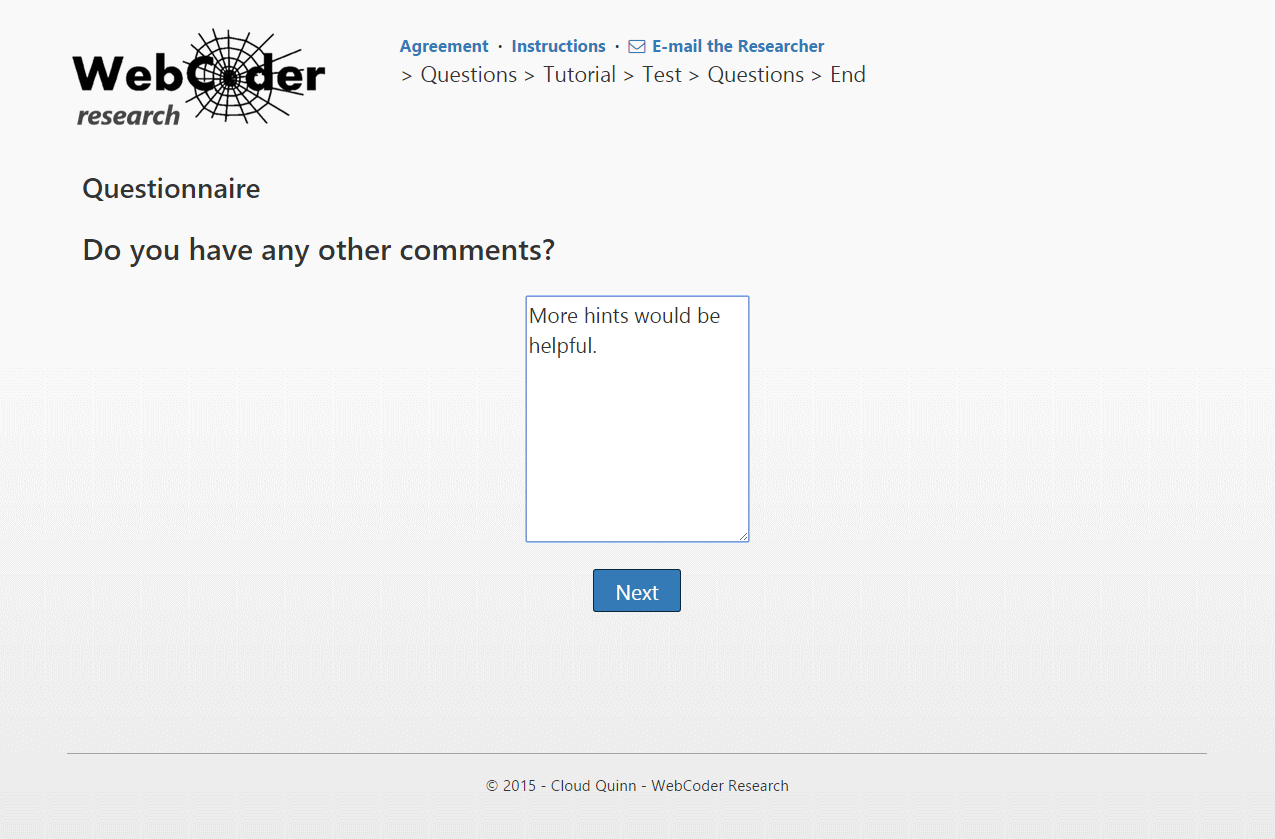 WebCoder
research
Agreement · Instructions · E-mail the Researcher
> Questions > Tutorial > Test > Questions > End
Questionnaire
Do you have any other comments?
More hints would be
helpful.
Next
© 2015 - Cloud Quinn - WebCoder Research